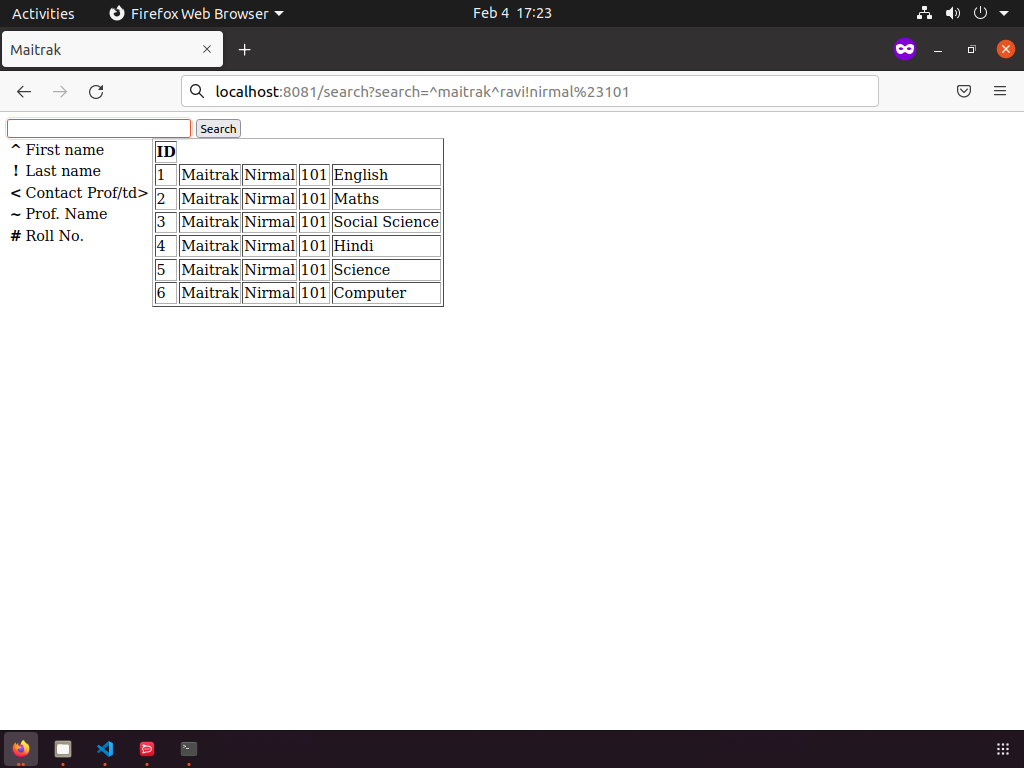 Activities Firefox Web Browser Feb 4 17:23
Maitrak
localhost:8081/search?search=^maitrak^ravi!nirmal%23101
Search
^ First name
! Last name
< Contact Prof/td>
~ Prof. Name
# Roll No.
ID
1 Maitrak Nirmal 101 English
2 Maitrak Nirmal 101 Maths
3 Maitrak Nirmal 101 Social Science
4 Maitrak Nirmal 101 Hindi
5 Maitrak Nirmal 101 Science
6 Maitrak Nirmal 101 Computer